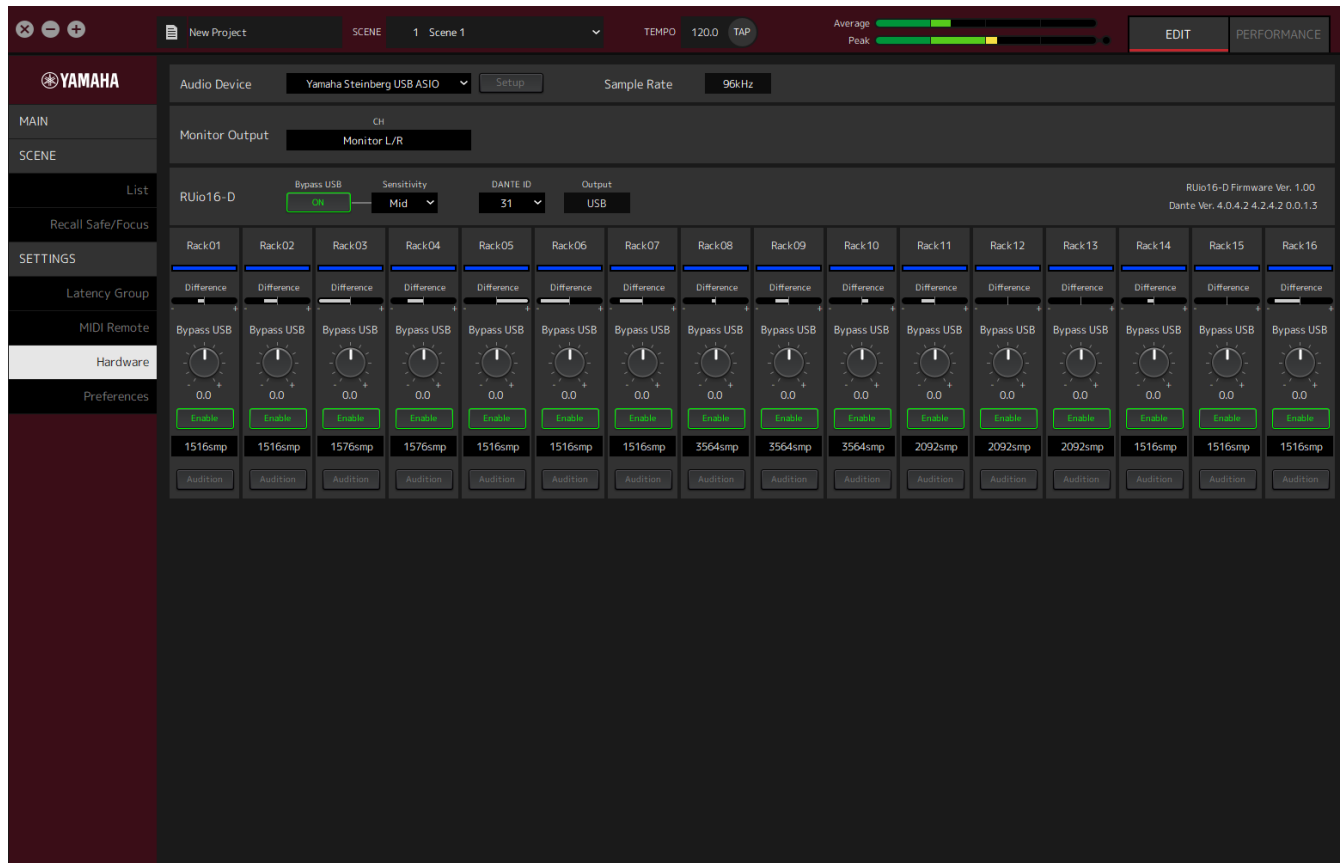 New Project SCENE 1 Scene 1 TEMPO 120.0 TAP Average Peak EDIT PERFORMANCE
YAMAHA
MAIN
SCENE
List
Recall Safe/Focus
SETTINGS
Latency Group
MIDI Remote
Hardware
Preferences
Audio Device Yamaha Steinberg USB ASIO Setup Sample Rate 96kHz
CH
Monitor Output Monitor L/R
Bypass USB Sensitivity DANTE ID Output
RUio16-D ON Mid 31 USB
RUio16-D Firmware Ver. 1.00
Dante Ver. 4.0.4.2 4.2.4.2 0.0.1.3
Rack01 Rack02 Rack03 Rack04 Rack05 Rack06 Rack07 Rack08 Rack09 Rack10 Rack11 Rack12 Rack13 Rack14 Rack15 Rack16
Difference Difference Difference Difference Difference Difference Difference Difference Difference Difference Difference Difference Difference Difference Difference Difference
- + - + - + - + - + - + - + - + - + - + - + - + - + - + - + - +
Bypass USB Bypass USB Bypass USB Bypass USB Bypass USB Bypass USB Bypass USB Bypass USB Bypass USB Bypass USB Bypass USB Bypass USB Bypass USB Bypass USB Bypass USB Bypass USB
- + - + - + - + - + - + - + - + - + - + - + - + - + - + - + - +
0.0 0.0 0.0 0.0 0.0 0.0 0.0 0.0 0.0 0.0 0.0 0.0 0.0 0.0 0.0 0.0
Enable Enable Enable Enable Enable Enable Enable Enable Enable Enable Enable Enable Enable Enable Enable Enable
1516smp 1516smp 1576smp 1576smp 1516smp 1516smp 1516smp 3564smp 3564smp 3564smp 2092smp 2092smp 2092smp 1516smp 1516smp 1516smp
Audition Audition Audition Audition Audition Audition Audition Audition Audition Audition Audition Audition Audition Audition Audition Audition